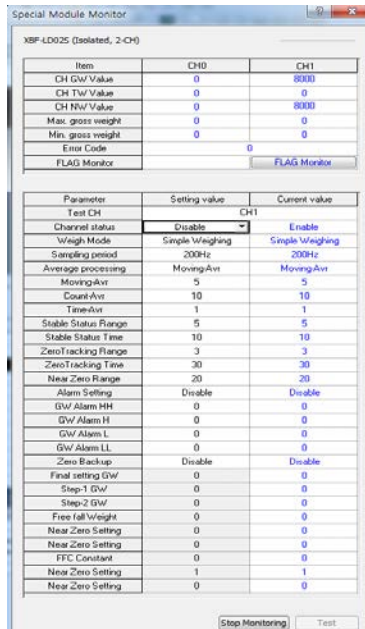 Special Module Monitor
XBF-LD02S (Isolated, 2-CH)
Item CH0 CH1
CH GW Value 0 8000
CH TW Value 0 0
CH NW Value 0 8000
Max. gross weight 0 0
Min. gross weight 0 0
Error Code 0
FLAG Monitor FLAG Monitor
Parameter Setting value Current value
Test CH CH1
Channel status Disable Enable
Weigh Mode Simple Weighing Simple Weighing
Sampling period 200Hz 200Hz
Average processing Moving-Avr Moving-Avr
Moving-Avr 5 5
Count-Avr 10 10
Time-Avr 1 1
Stable Status Range 5 5
Stable Status Time 10 10
ZeroTracking Range 3 3
ZeroTracking Time 30 30
Near Zero Range 20 20
Alarm Setting Disable Disable
GW Alarm HH 0 0
GW Alarm H 0 0
GW Alarm L 0 0
GW Alarm LL 0 0
Zero Backup Disable Disable
Final setting GW 0 0
Step-1 GW 0 0
Step-2 GW 0 0
Free fall Weight 0 0
Near Zero Setting 0 0
Near Zero Setting 0 0
FFC Constant 0 0
Near Zero Setting 1 1
Near Zero Setting 0 0
Stop Monitoring Test